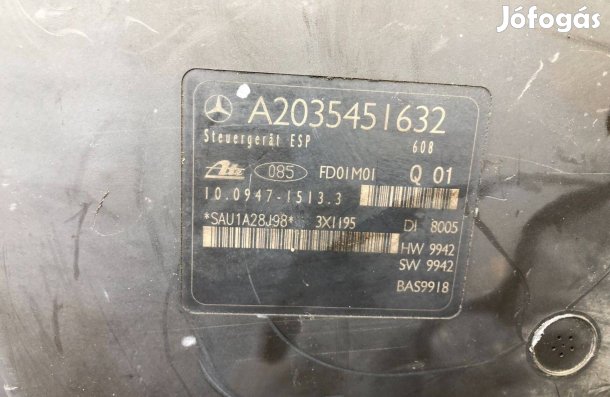 Jófogás
A2035451632
Steuergerät ESP 608
Ate 085 FD01M01 Q 01
10.0947-1513.3
*SAU1A28J98* 3X1195 DI 8005
HW 9942
SW 9942
BAS9918